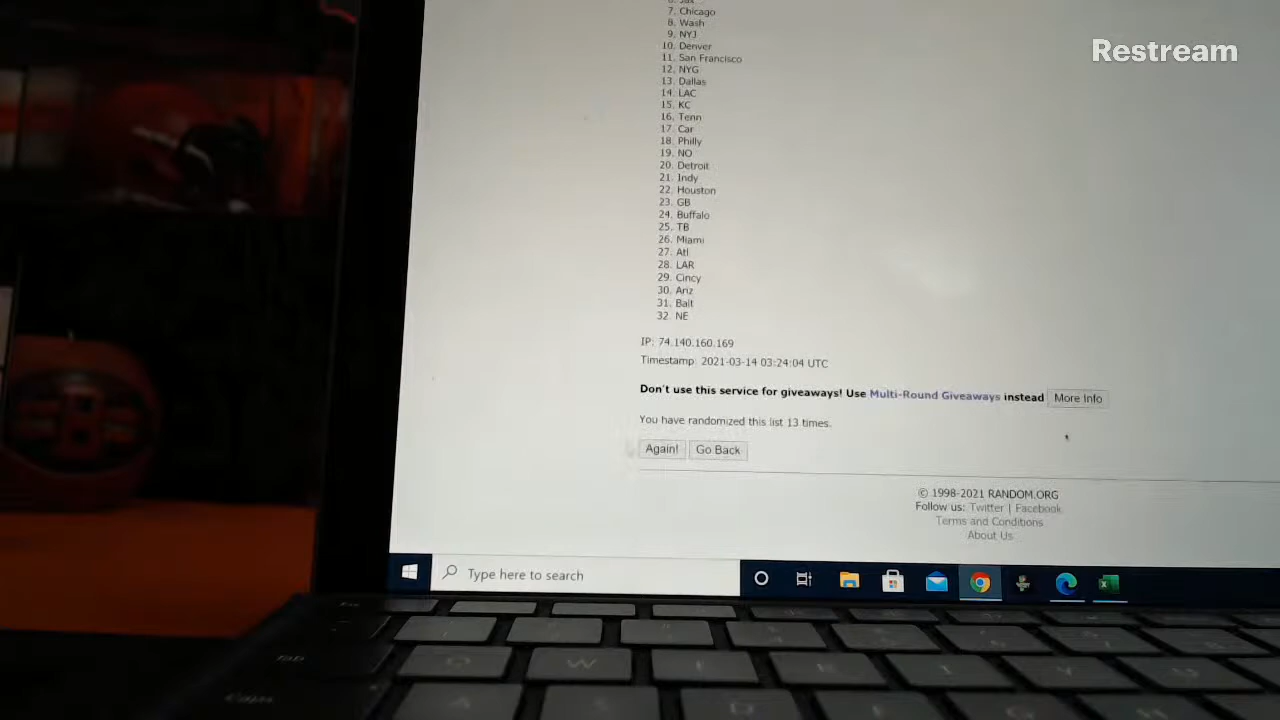 6. Jax
7. Chicago
8. Wash
9. NYJ
10. Denver
11. San Francisco
12. NYG
13. Dallas
14. LAC
15. KC
16. Tenn
17. Car
18. Philly
19. NO
20. Detroit
21. Indy
22. Houston
23. GB
24. Buffalo
25. TB
26. Miami
27. Atl
28. LAR
29. Cincy
30. Ariz
31. Balt
32. NE
IP: 74.140.160.169
Timestamp: 2021-03-14 03:24:04 UTC
Don't use this service for giveaways! Use Multi-Round Giveaways instead More Info
You have randomized this list 13 times.
Again! Go Back
© 1998-2021 RANDOM.ORG
Follow us: Twitter | Facebook
Terms and Conditions
About Us
Type here to search
Restream
Tab
Caps